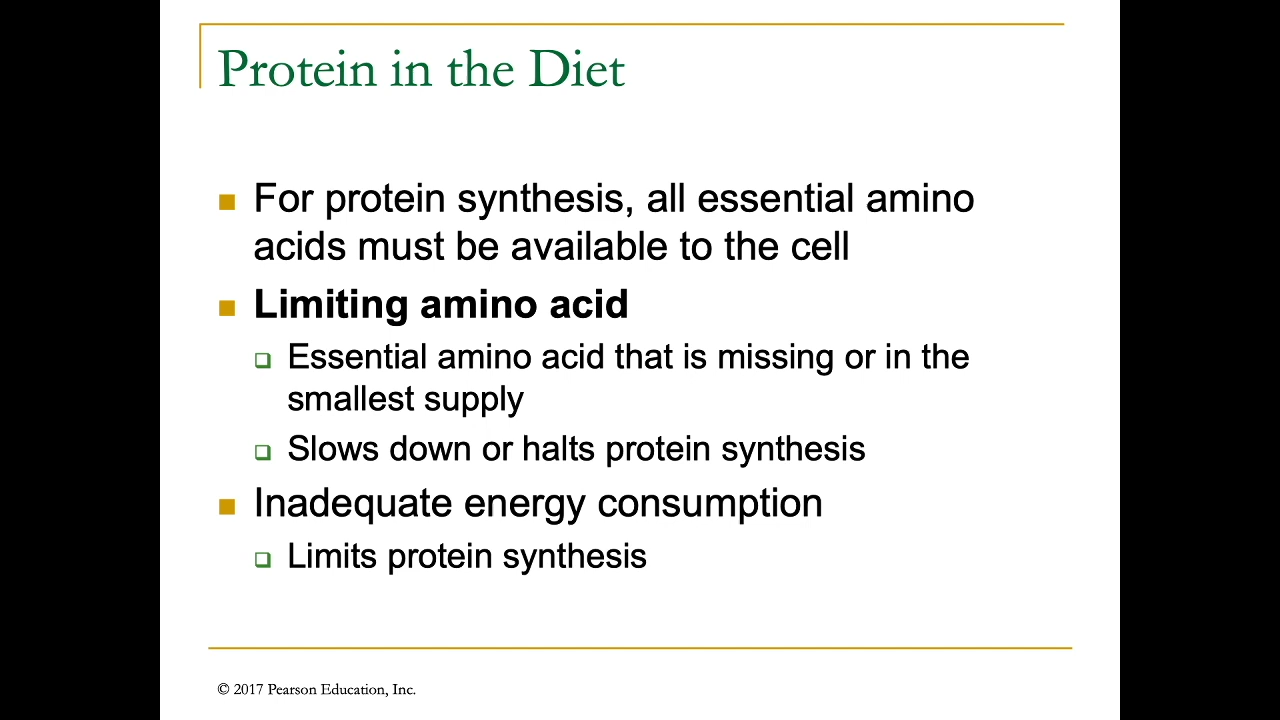 Protein in the Diet
For protein synthesis, all essential amino
acids must be available to the cell
Limiting amino acid
Essential amino acid that is missing or in the
smallest supply
Slows down or halts protein synthesis
Inadequate energy consumption
Limits protein synthesis
© 2017 Pearson Education, Inc.